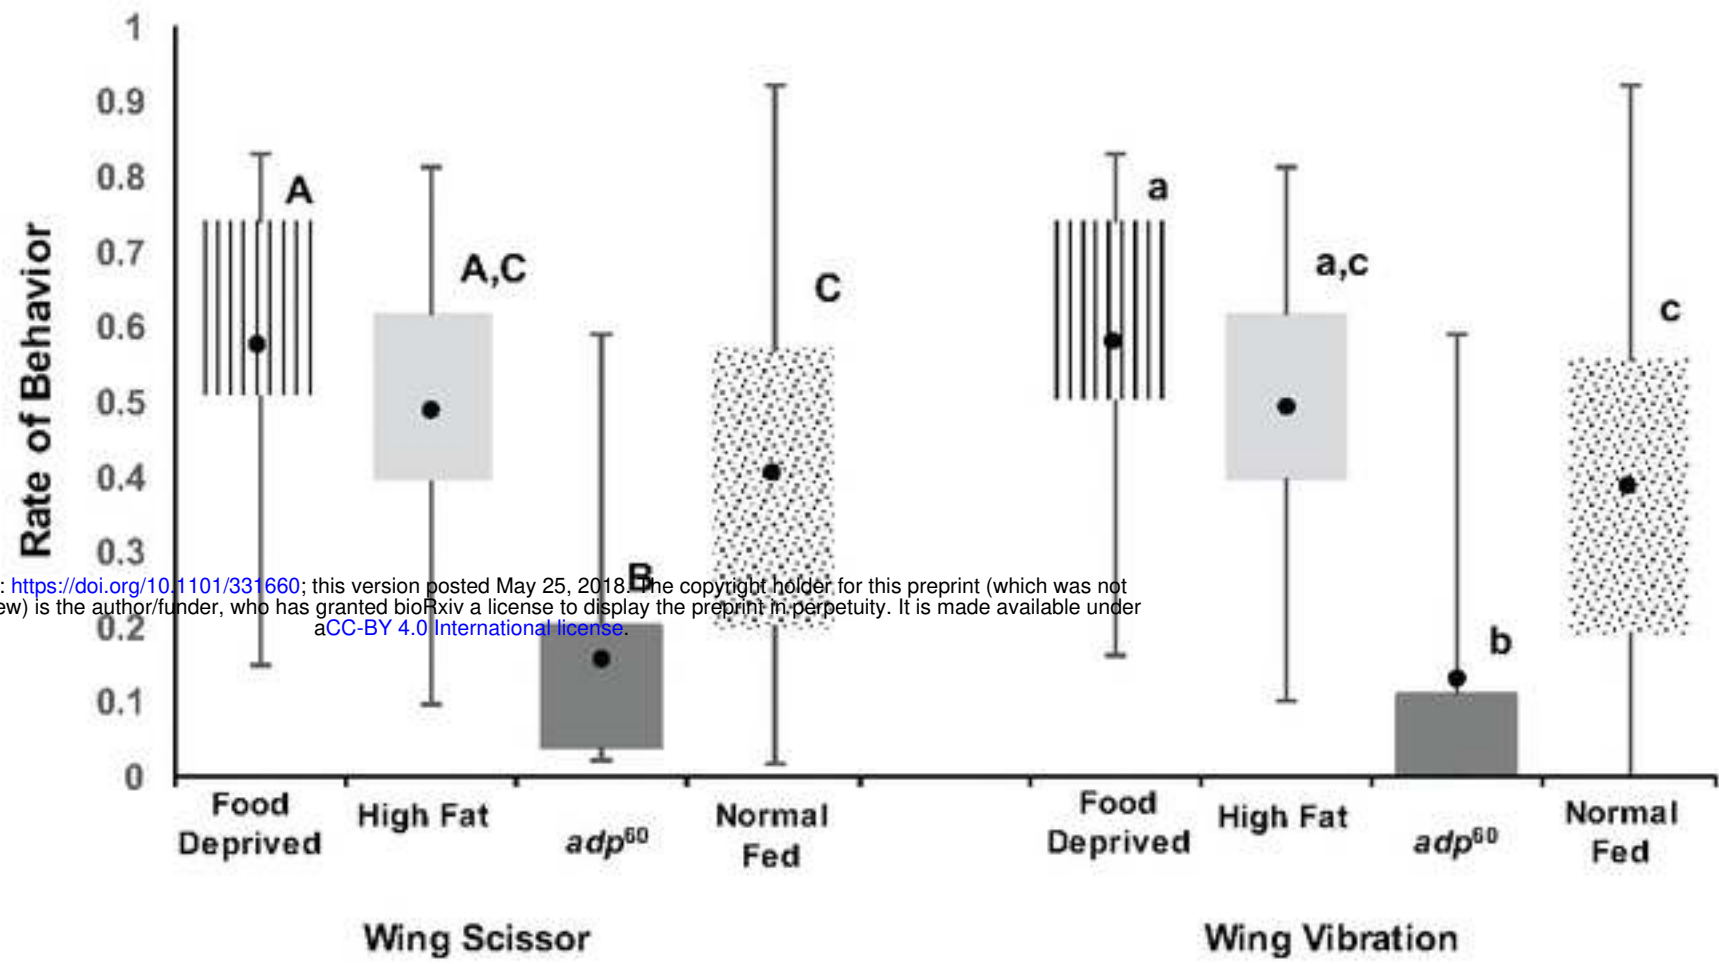 1
0.9
0.8
0.7
0.6
0.5
0.4
0.3
0.2
0.1
0
Rate of Behavior
A
A,C
B
C
a
a,c
b
c
: https://doi.org/10.1101/331660; this version posted May 25, 2018. The copyright holder for this preprint (which was not
ew) is the author/funder, who has granted bioRxiv a license to display the preprint in perpetuity. It is made available under
aCC-BY 4.0 International license.
Food Deprived
High Fat
adp60
Normal Fed
Food Deprived
High Fat
adp60
Normal Fed
Wing Scissor
Wing Vibration